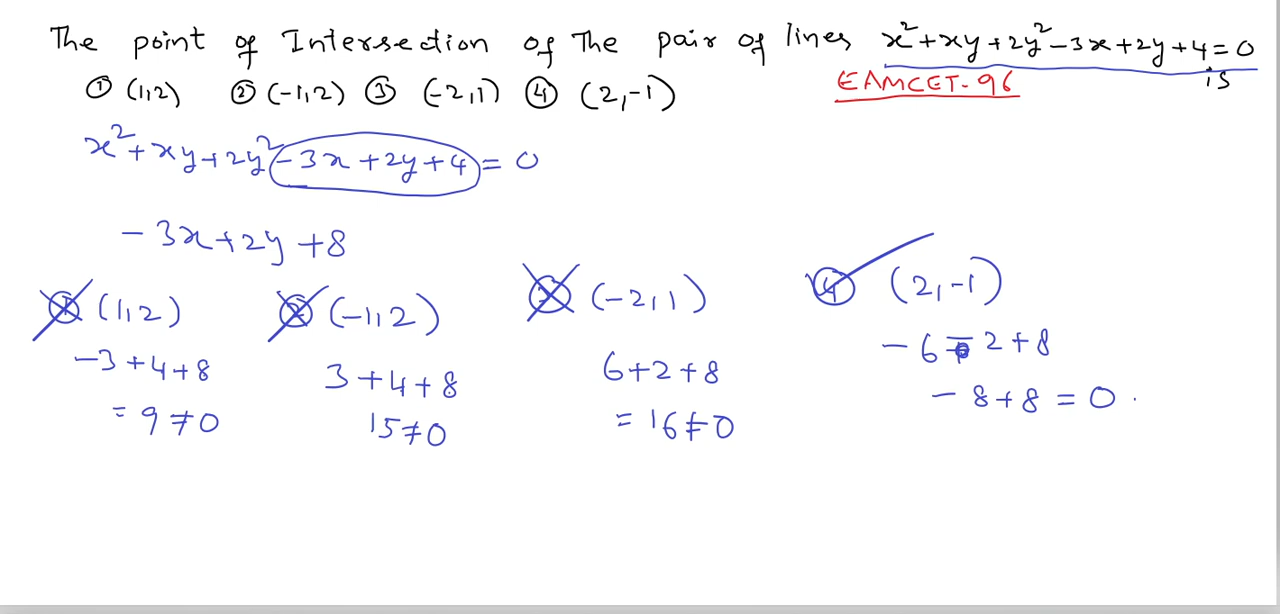 The point of Intersection of The pair of lines x²+xy+2y²-3x+2y+4=0 is
① (1,2) ② (-1,2) ③ (-2,1) ④ (2,-1) EAMCET-96
x²+xy+2y²-3x+2y+4=0
-3x+2y+8
① (1,2) ② (-1,2) ③ (-2,1) ④ (2,-1)
-3+4+8 3+4+8 6+2+8 -6-2+8
=9≠0 15≠0 =16≠0 -8+8=0.